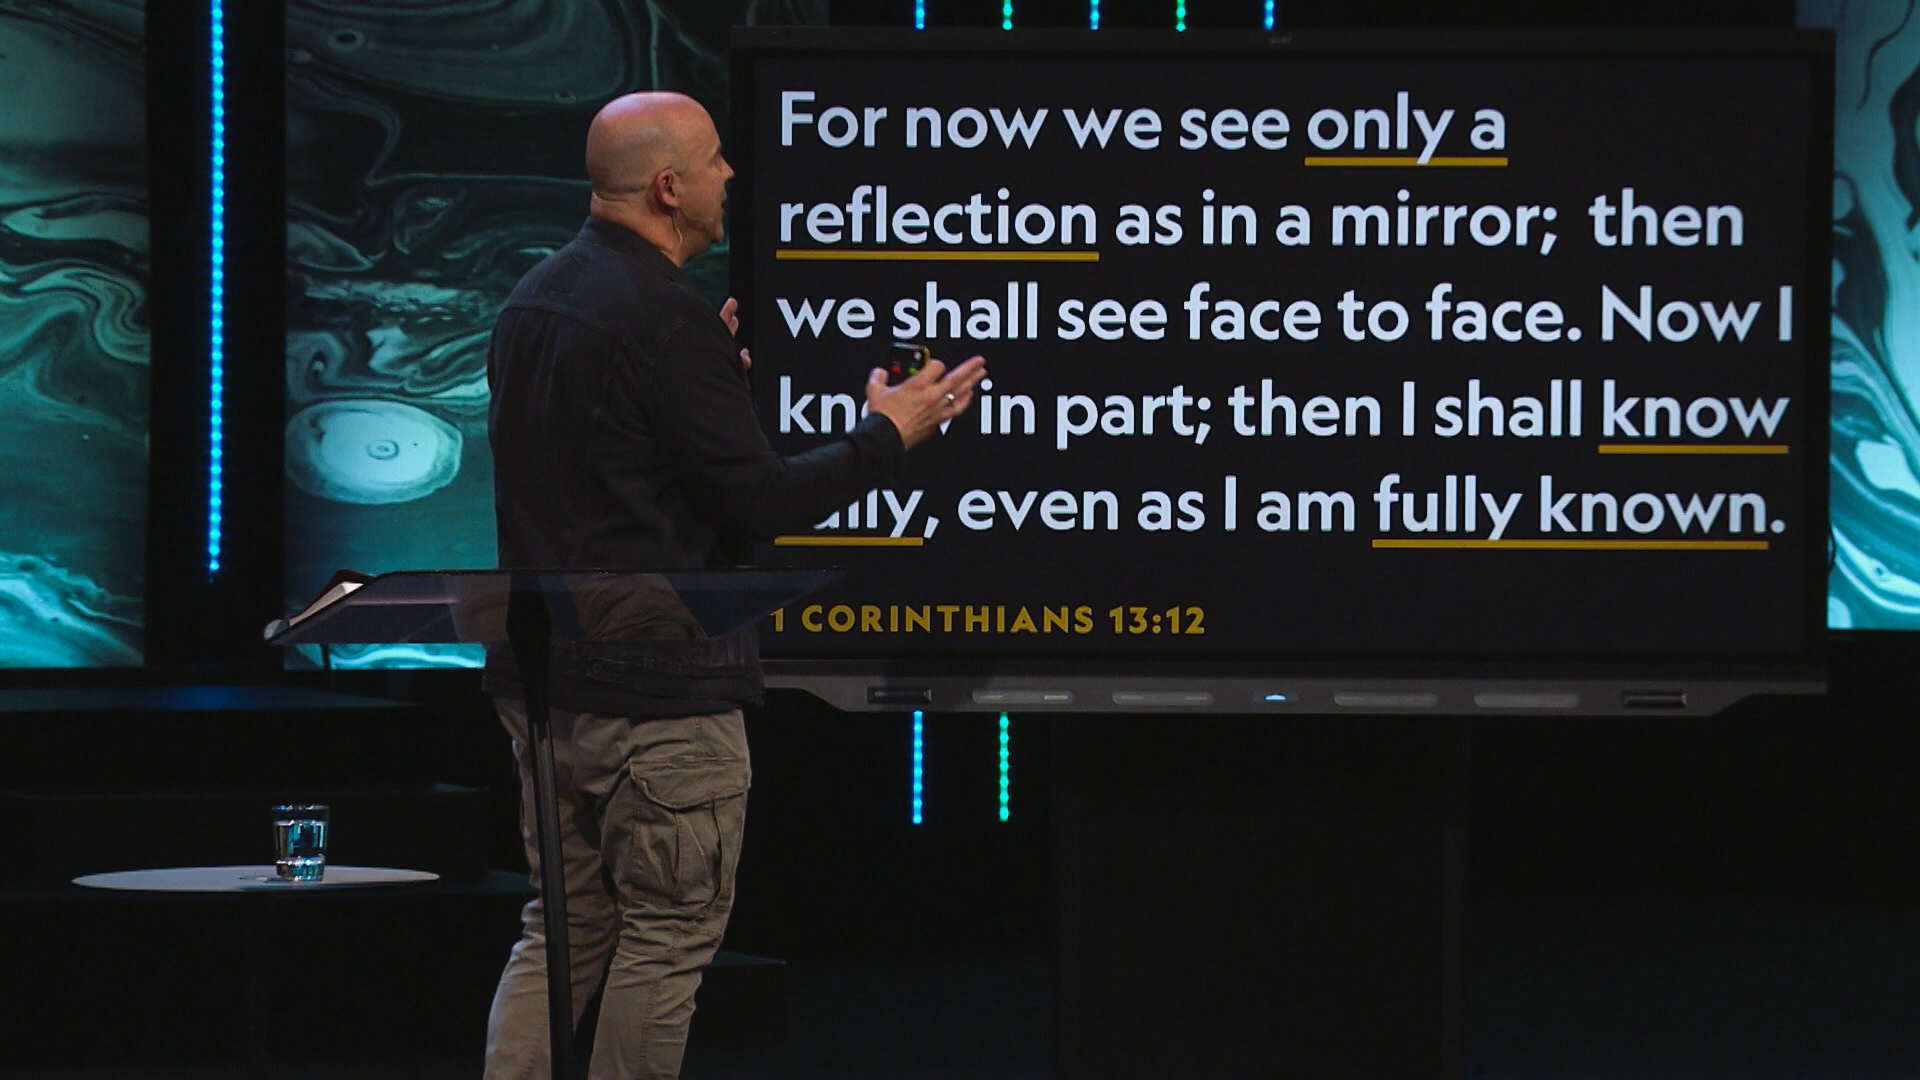 For now we see only a
reflection as in a mirror; then
we shall see face to face. Now I
in part; then I shall know
even as I am fully known.
1 CORINTHIANS 13:12